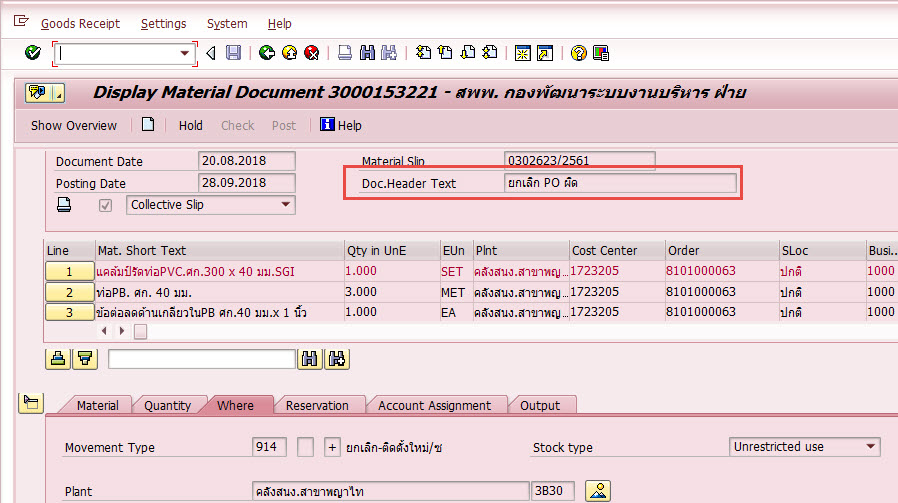 Goods Receipt Settings System Help
Display Material Document 3000153221 - สพพ. กองพัฒนาระบบงานบริหาร ฝ่าย
Show Overview Hold Check Post Help
Document Date 20.08.2018 Material Slip 0302623/2561
Posting Date 28.09.2018 Doc.Header Text ยกเลิก PO ผิด
Collective Slip
Line Mat. Short Text Qty in UnE EUn Plnt Cost Center Order SLoc Busi..
1 แคล้มป์รัดท่อPVC.ศก.300 x 40 มม.SGI 1.000 SET คลังสนง.สาขาพญ... 1723205 8101000063 ปกติ 1000
2 ท่อPB. ศก. 40 มม. 3.000 MET คลังสนง.สาขาพญ... 1723205 8101000063 ปกติ 1000
3 ข้อต่อลดด้านเกลียวในPB ศก.40 มม.x 1 นิ้ว 1.000 EA คลังสนง.สาขาพญ... 1723205 8101000063 ปกติ 1000
Material Quantity Where Reservation Account Assignment Output
Movement Type 914 + ยกเลิก-ติดตั้งใหม่/ซ Stock type Unrestricted use
Plant คลังสนง.สาขาพญาไท 3B30